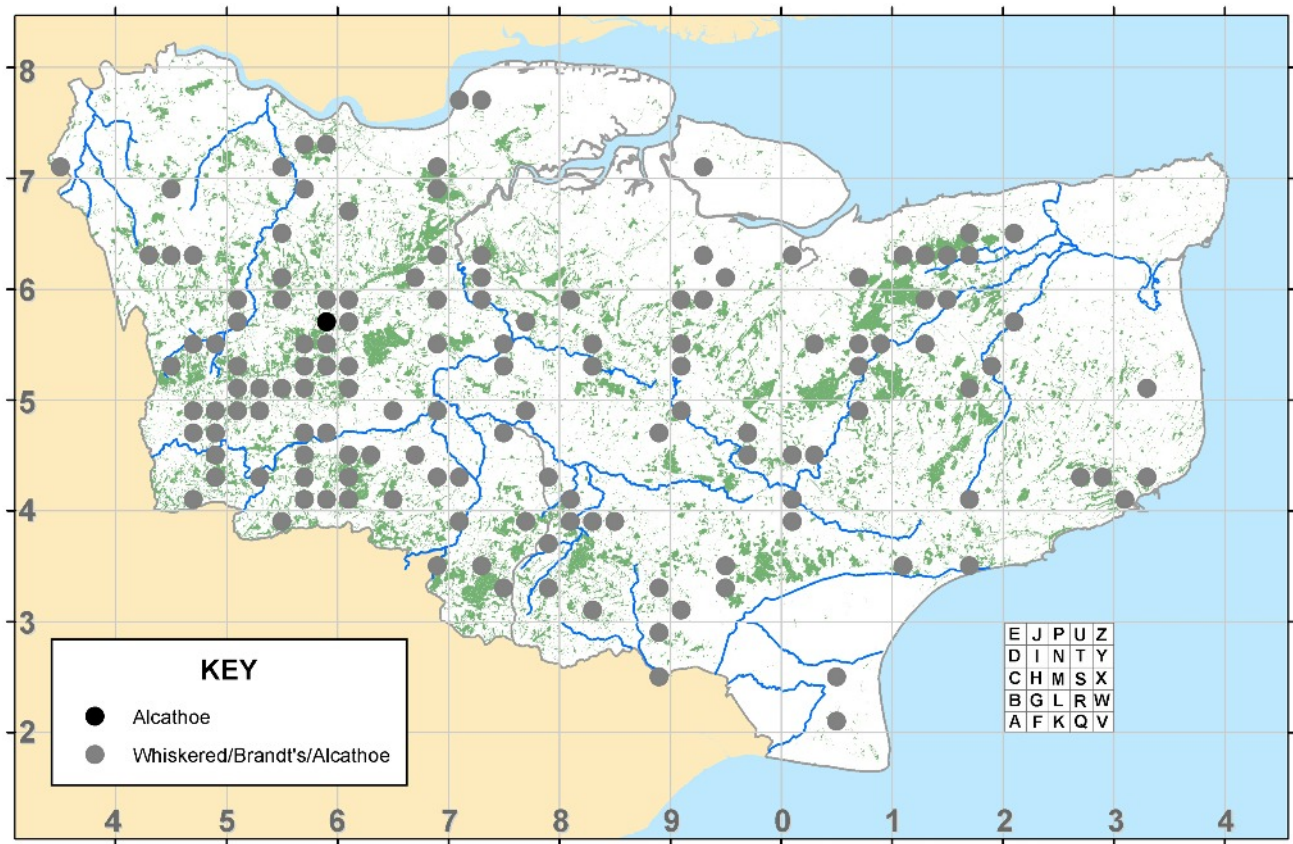 8
7
6
5
4
3
2
KEY
Alcathoe
Whiskered/Brandt's/Alcathoe
E J P U Z
D I N T Y
C H M S X
B G L R W
A F K Q V
4 5 6 7 8 9 0 1 2 3 4